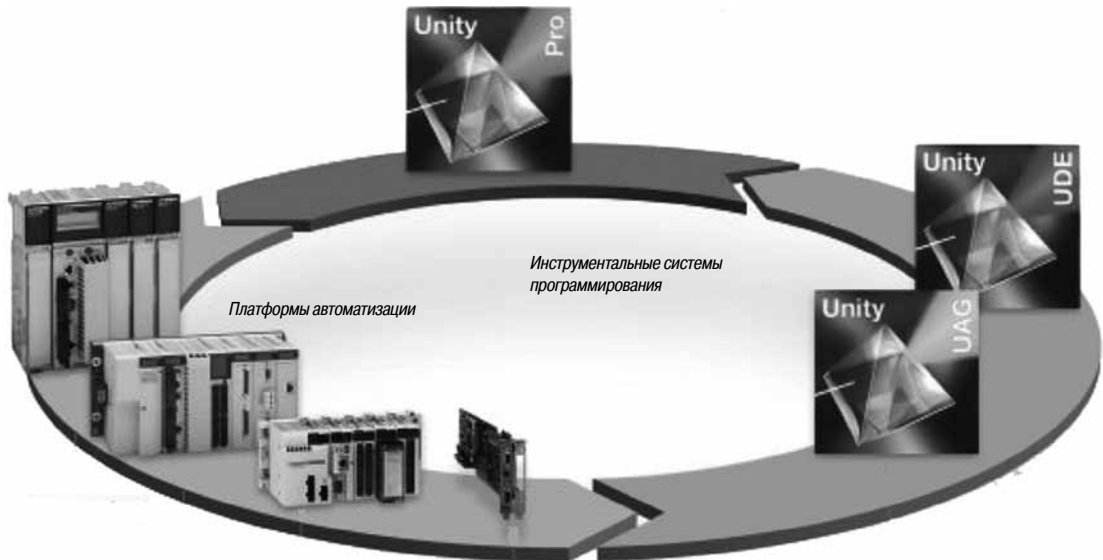 Unity
Pro
Unity
UDE
Инструментальные системы
программирования
Платформы автоматизации
Unity
UAG